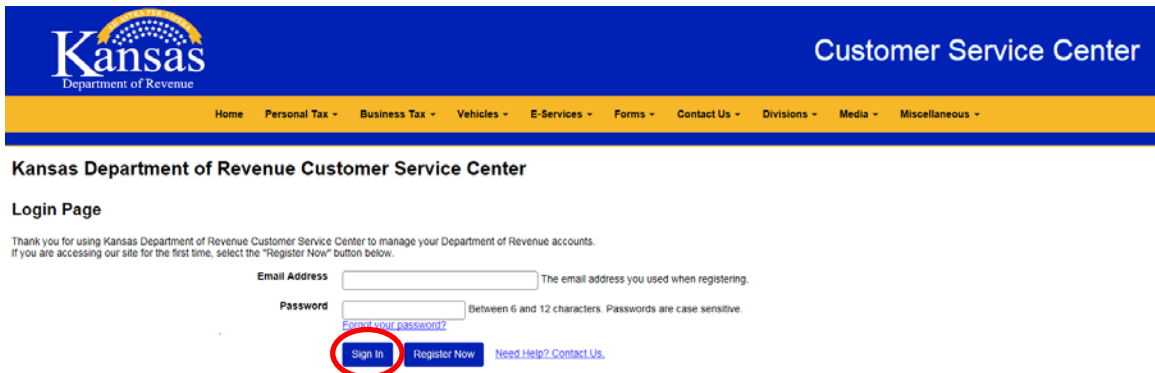 AD ASTRA PER ASPERA
Kansas
Department of Revenue
Customer Service Center
Home Personal Tax Business Tax Vehicles E-Services Forms Contact Us Divisions Media Miscellaneous
Kansas Department of Revenue Customer Service Center
Login Page
Thank you for using Kansas Department of Revenue Customer Service Center to manage your Department of Revenue accounts.
If you are accessing our site for the first time, select the "Register Now" button below.
Email Address The email address you used when registering.
Password Between 6 and 12 characters. Passwords are case sensitive.
Forgot your password?
Sign In Register Now Need Help? Contact Us.